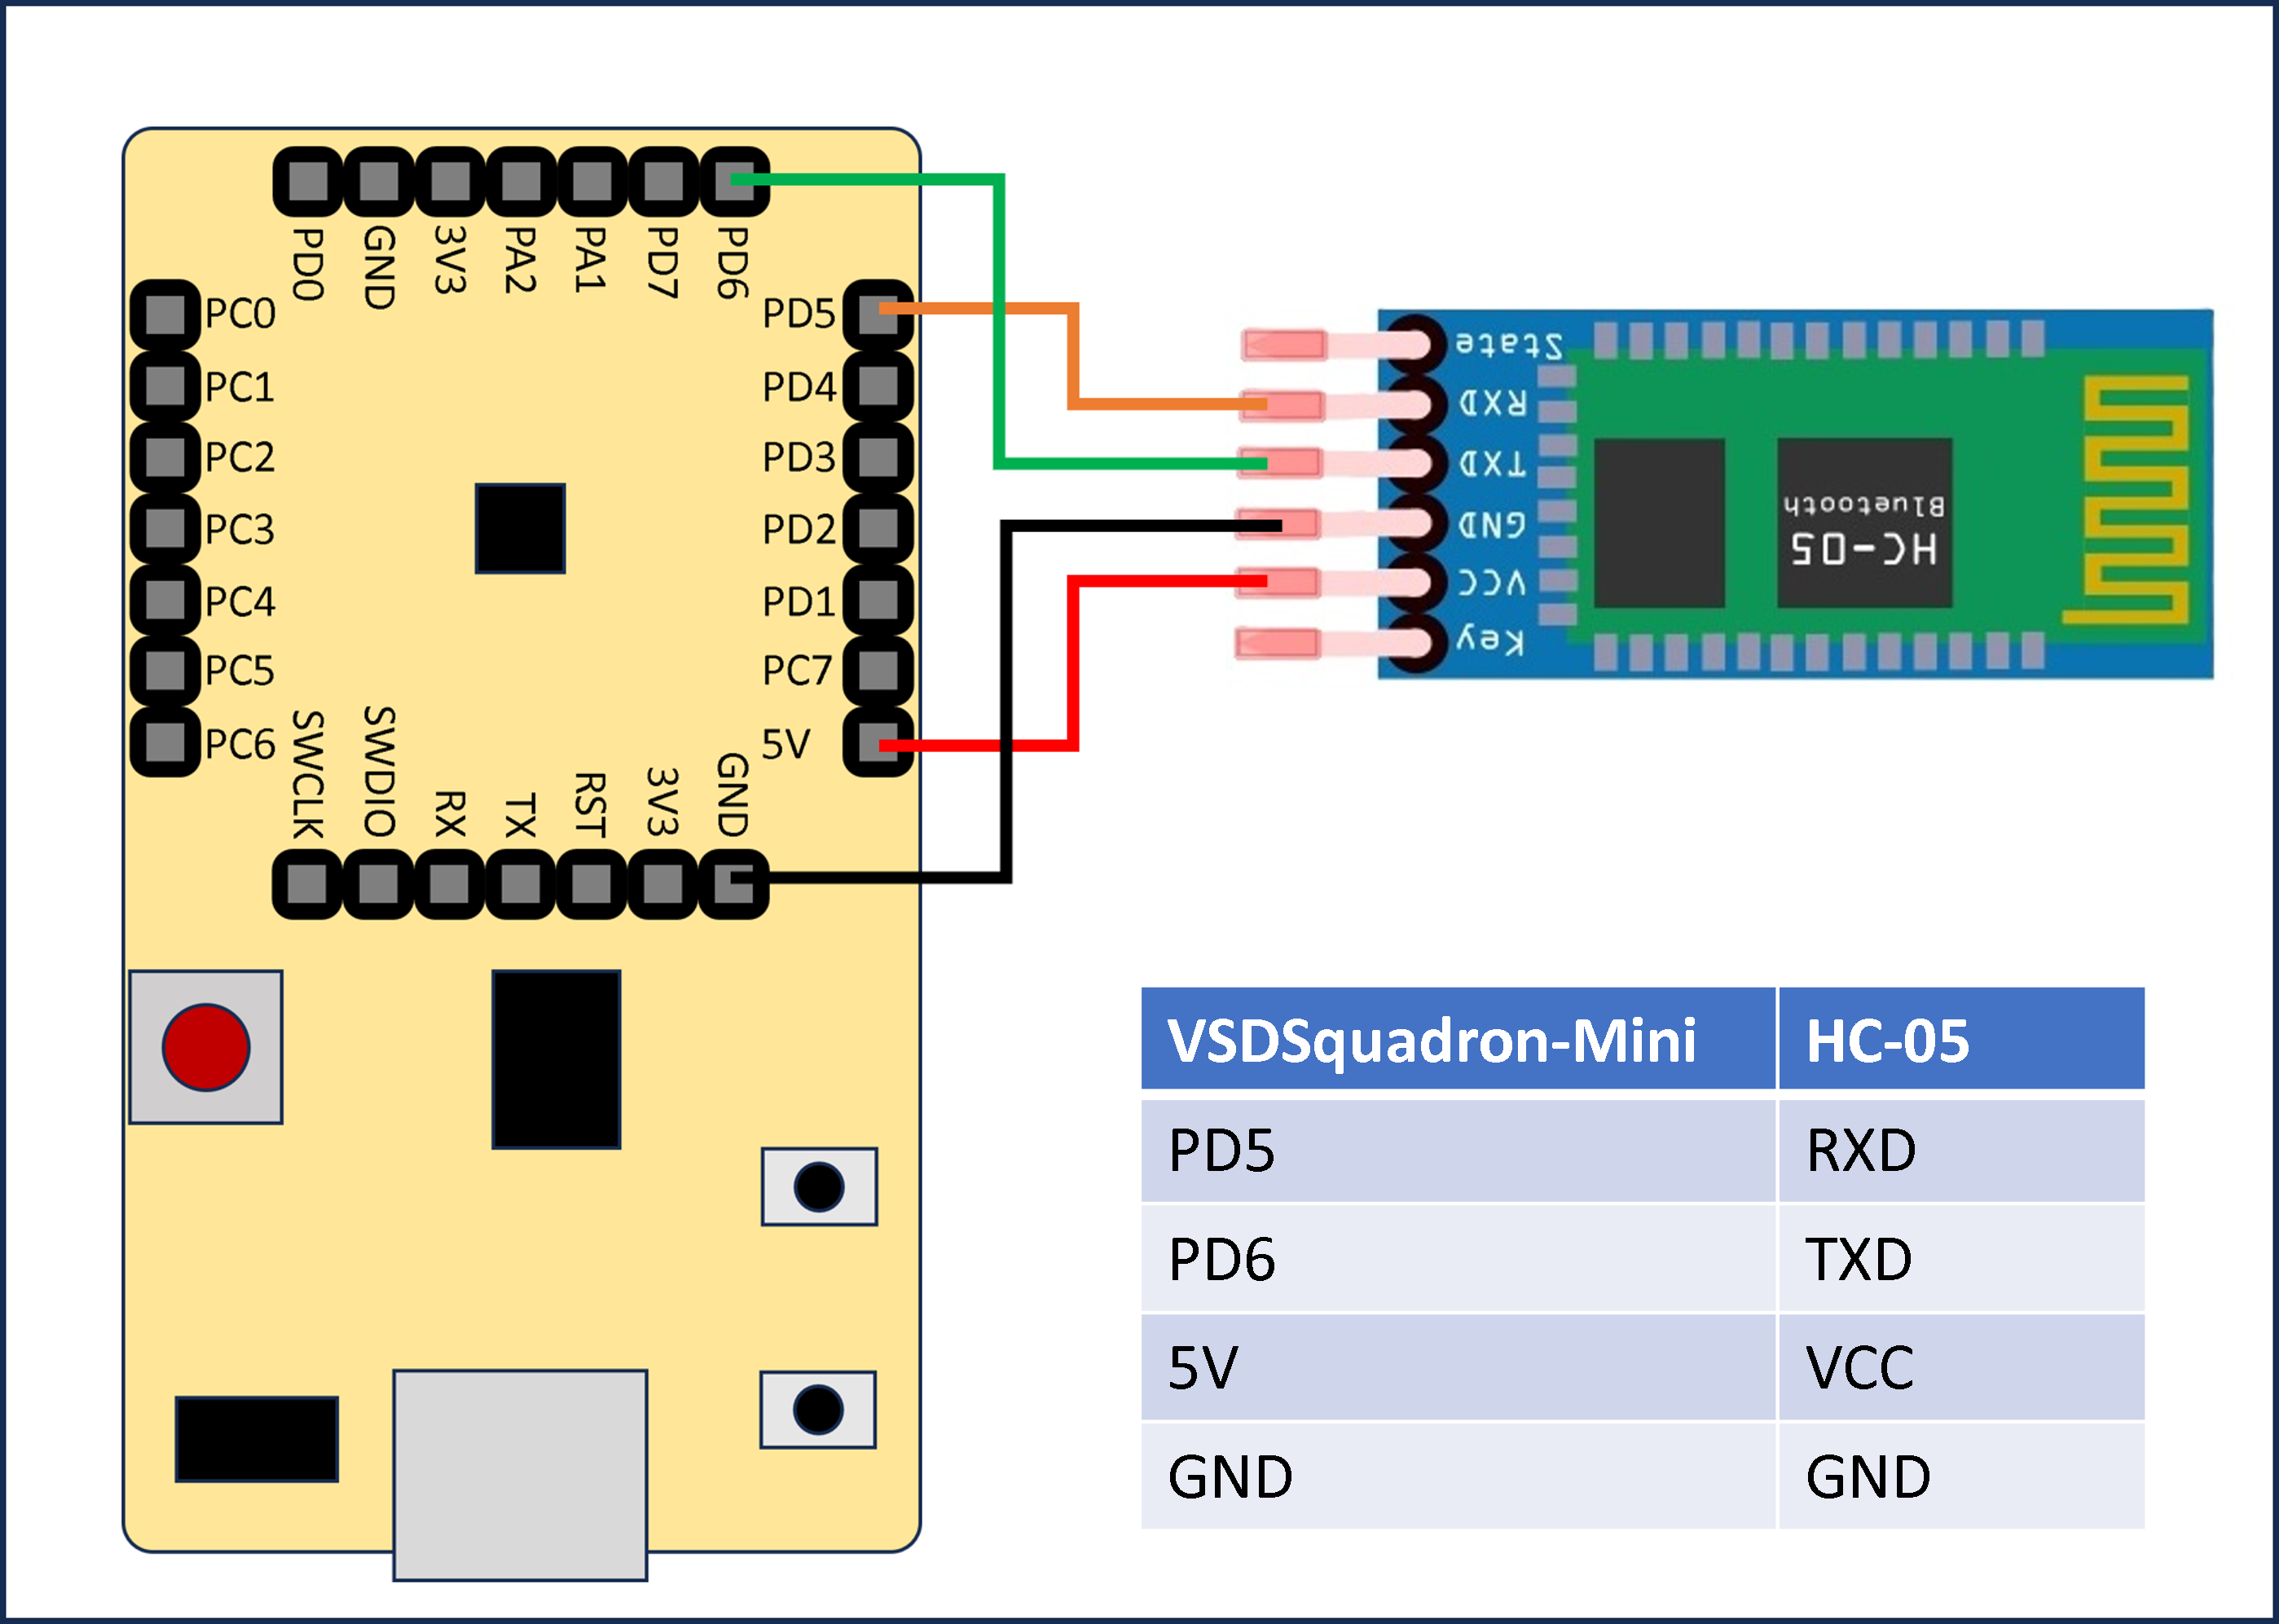 PD0
GND
3V3
PA2
PA1
PD7
PD6
PC0
PC1
PC2
PC3
PC4
PC5
PC6
PD5
PD4
PD3
PD2
PD1
PC7
5V
SWCLK
SWDIO
RX
TX
RST
3V3
GND
State
RXD
TXD
GND
VCC
Key
HC-05
Bluetooth
VSDSquadron-Mini HC-05
PD5 RXD
PD6 TXD
5V VCC
GND GND